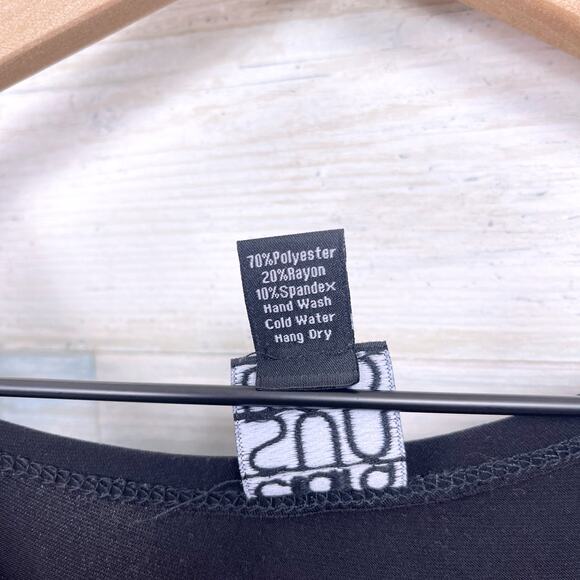 70%Polyester
20%Rayon
10%Spandex
Hand Wash
Cold Water
Hang Dry